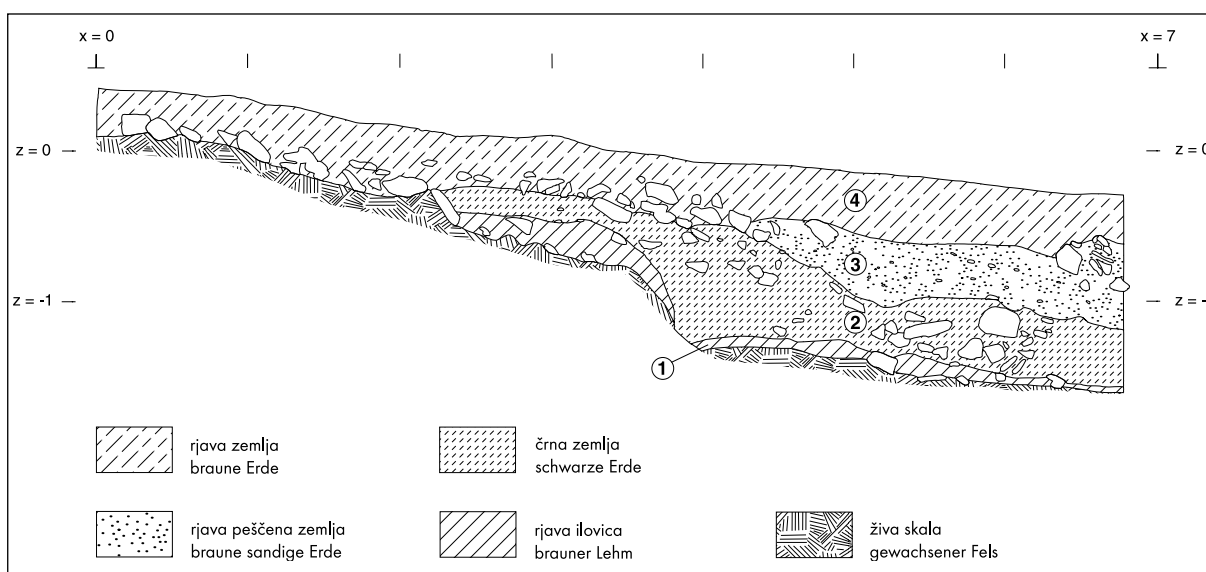 x = 0 x = 7
z = 0 z = 0
4
3
z = -1 z = -
2
1
rjava zemlja
braune Erde
črna zemlja
schwarze Erde
rjava peščena zemlja
braune sandige Erde
rjava ilovica
brauner Lehm
živa skala
gewachsener Fels